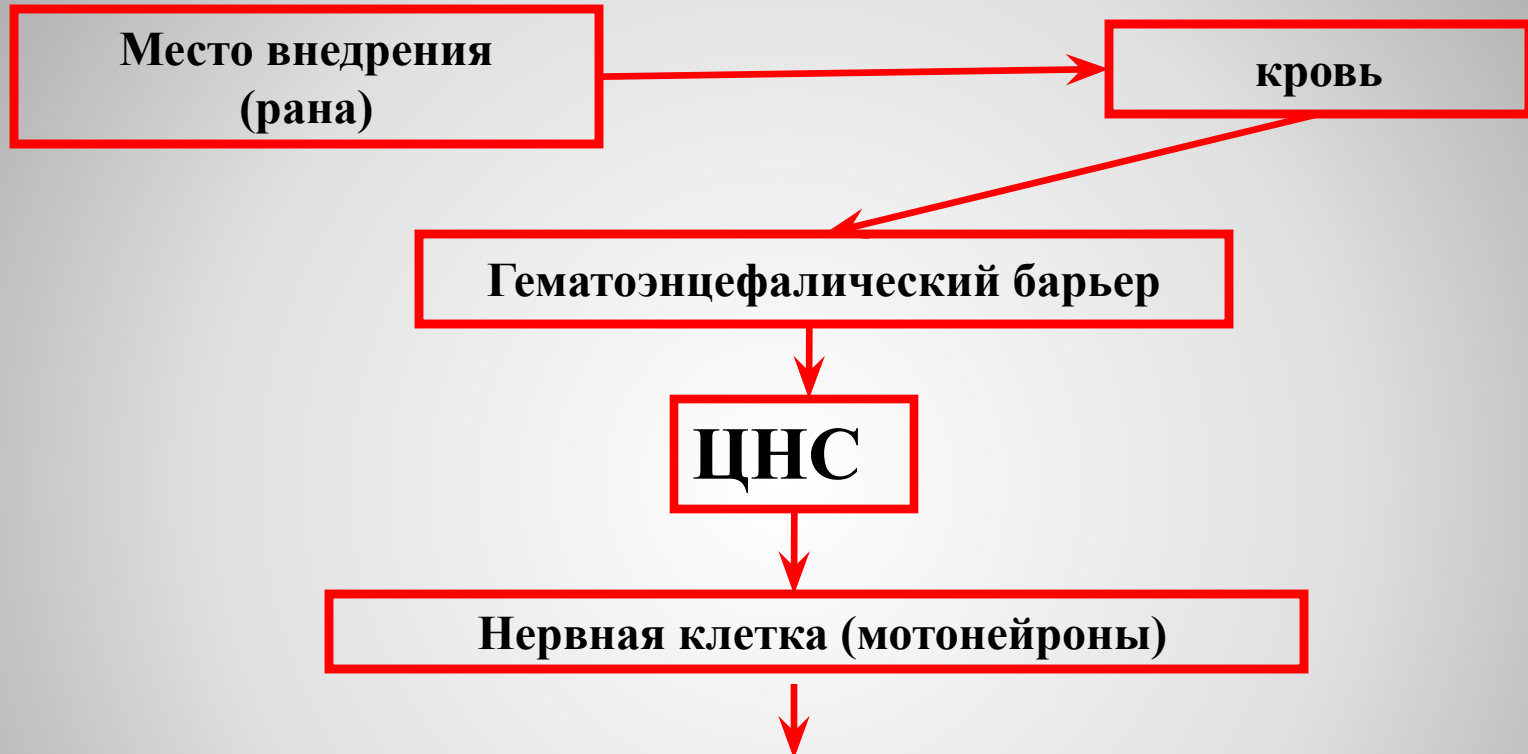 Место внедрения
(рана)
кровь
Гематоэнцефалический барьер
ЦНС
Нервная клетка (мотонейроны)